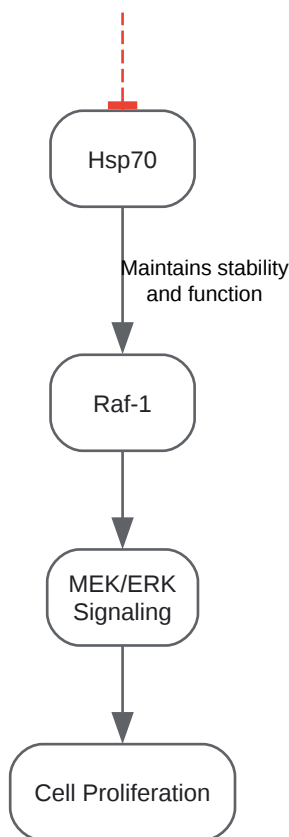 Hsp70
Maintains stability
and function
Raf-1
MEK/ERK
Signaling
Cell Proliferation